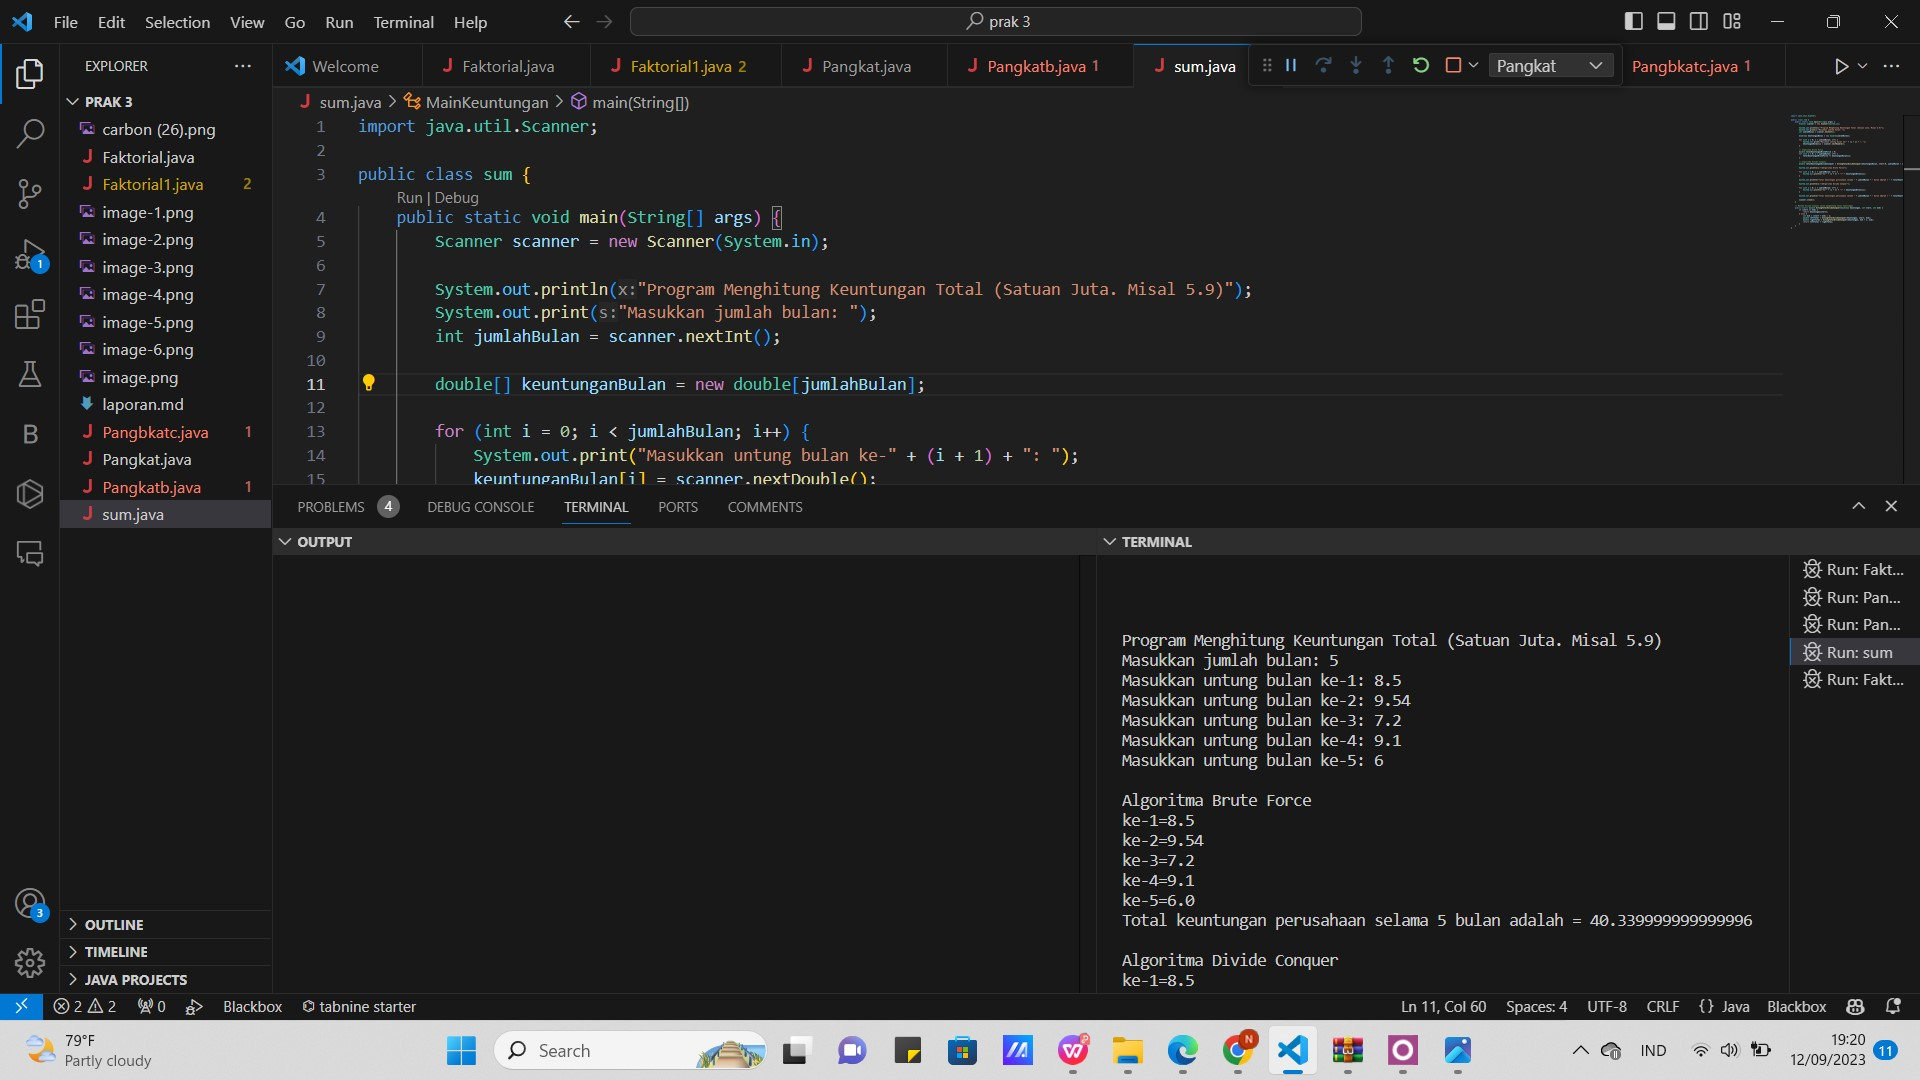 File Edit Selection View Go Run Terminal Help
prak 3
EXPLORER
PRAK 3
carbon (26).png
Faktorial.java
Faktorial1.java 2
image-1.png
image-2.png
image-3.png
image-4.png
image-5.png
image-6.png
image.png
laporan.md
Pangbkatc.java 1
Pangkat.java
Pangkatb.java 1
sum.java
OUTLINE
TIMELINE
JAVA PROJECTS
Welcome
Faktorial.java
Faktorial1.java 2
Pangkat.java
Pangkatb.java 1
sum.java
Pangkat
Pangbkatc.java 1
sum.java > MainKeuntungan > main(String[])
1 import java.util.Scanner;
2
3 public class sum {
Run | Debug
4 public static void main(String[] args) {
5 Scanner scanner = new Scanner(System.in);
6
7 System.out.println(x:"Program Menghitung Keuntungan Total (Satuan Juta. Misal 5.9)");
8 System.out.print(s:"Masukkan jumlah bulan: ");
9 int jumlahBulan = scanner.nextInt();
10
11 double[] keuntunganBulan = new double[jumlahBulan];
12
13 for (int i = 0; i < jumlahBulan; i++) {
14 System.out.print("Masukkan untung bulan ke-" + (i + 1) + ": ");
15 keuntunganBulan[i] = scanner.nextDouble();
PROBLEMS 4 DEBUG CONSOLE TERMINAL PORTS COMMENTS
OUTPUT
TERMINAL
Program Menghitung Keuntungan Total (Satuan Juta. Misal 5.9)
Masukkan jumlah bulan: 5
Masukkan untung bulan ke-1: 8.5
Masukkan untung bulan ke-2: 9.54
Masukkan untung bulan ke-3: 7.2
Masukkan untung bulan ke-4: 9.1
Masukkan untung bulan ke-5: 6
Algoritma Brute Force
ke-1=8.5
ke-2=9.54
ke-3=7.2
ke-4=9.1
ke-5=6.0
Total keuntungan perusahaan selama 5 bulan adalah = 40.339999999999996
Algoritma Divide Conquer
ke-1=8.5
Run: Fakt...
Run: Pan...
Run: Pan...
Run: sum
Run: Fakt...
2 2 0 Blackbox tabnine starter
Ln 11, Col 60 Spaces: 4 UTF-8 CRLF {} Java Blackbox
79°F
Partly cloudy
Search
IND
19:20
12/09/2023
11